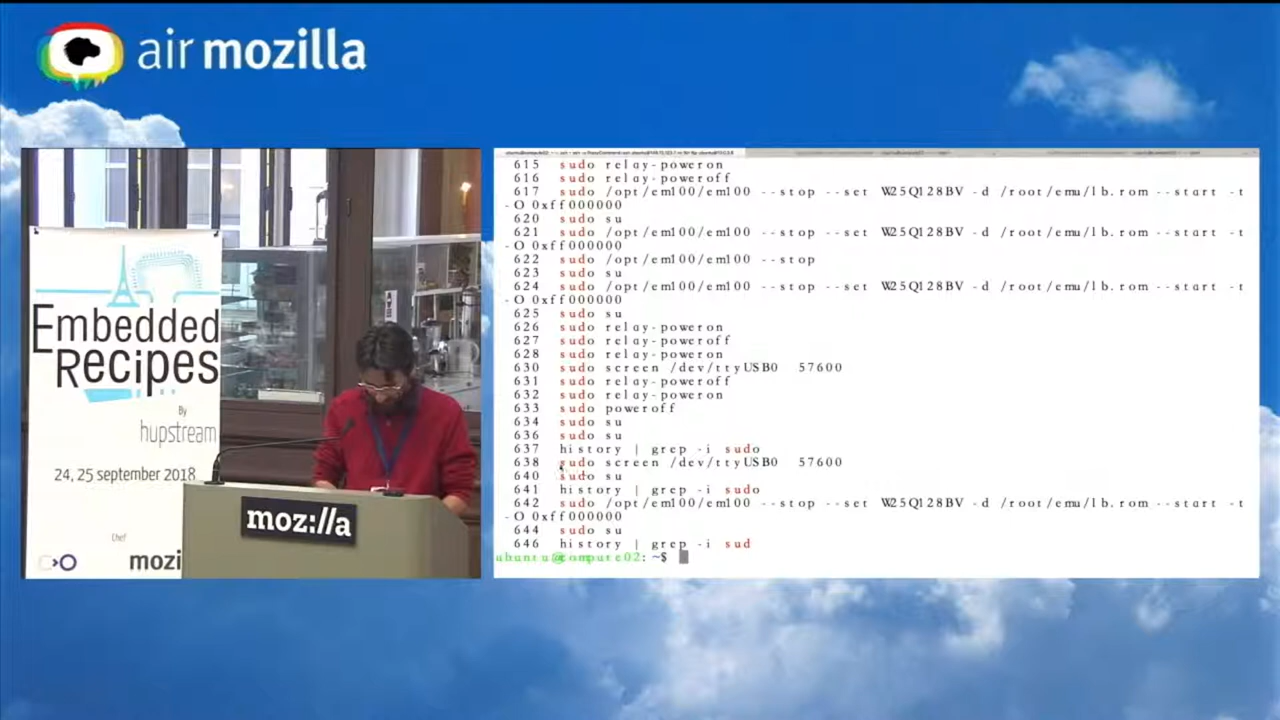 air mozilla
Embedded
Recipes
By
hupstream
24, 25 september 2018
Chef
mozi
moz://a
615 sudo relay-poweron
616 sudo relay-poweroff
617 sudo /opt/em100/em100 --stop --set W25Q128BV -d /root/emu/lb.rom --start -t
-O 0xff000000
620 sudo su
621 sudo /opt/em100/em100 --stop --set W25Q128BV -d /root/emu/lb.rom --start -t
-O 0xff000000
622 sudo /opt/em100/em100 --stop
623 sudo su
624 sudo /opt/em100/em100 --stop --set W25Q128BV -d /root/emu/lb.rom --start -t
-O 0xff000000
625 sudo su
626 sudo relay-poweron
627 sudo relay-poweroff
628 sudo relay-poweron
630 sudo screen /dev/ttyUSB0 57600
631 sudo relay-poweroff
632 sudo relay-poweron
633 sudo poweroff
634 sudo su
636 sudo su
637 history | grep -i sudo
638 sudo screen /dev/ttyUSB0 57600
640 sudo su
641 history | grep -i sudo
642 sudo /opt/em100/em100 --stop --set W25Q128BV -d /root/emu/lb.rom --start -t
-O 0xff000000
644 sudo su
646 history | grep -i sud
ubuntu@compute02:~$